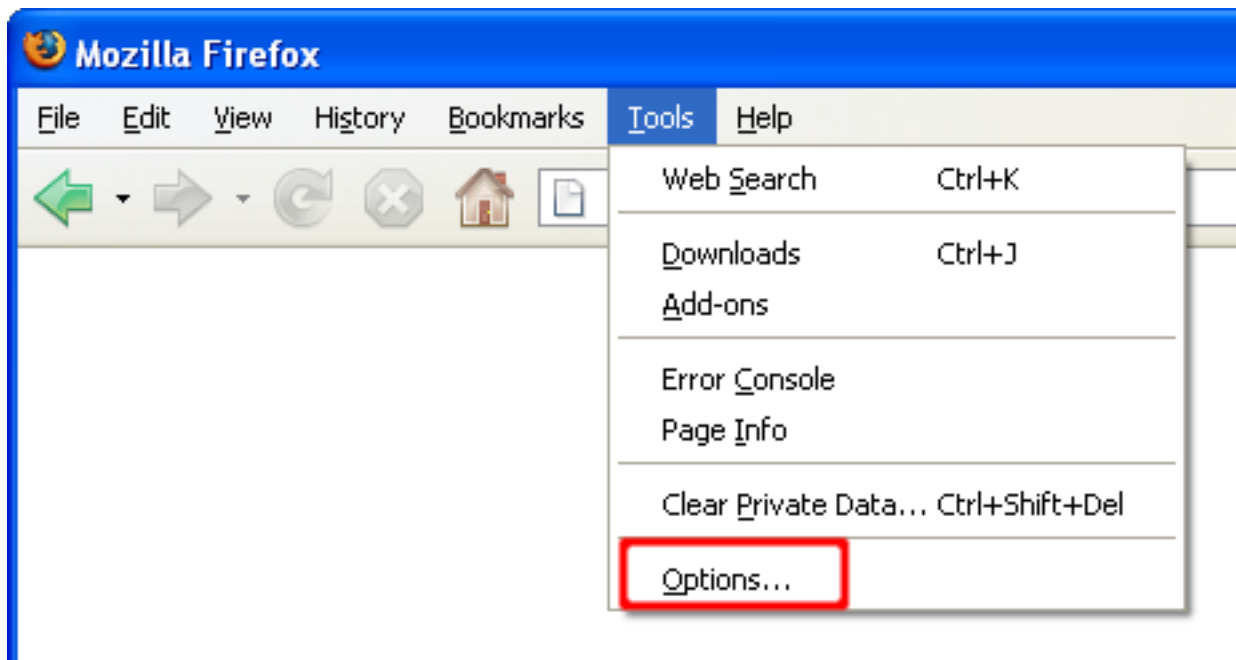 Mozilla Firefox
File Edit View History Bookmarks Tools Help
Web Search Ctrl+K
Downloads Ctrl+J
Add-ons
Error Console
Page Info
Clear Private Data... Ctrl+Shift+Del
Options...